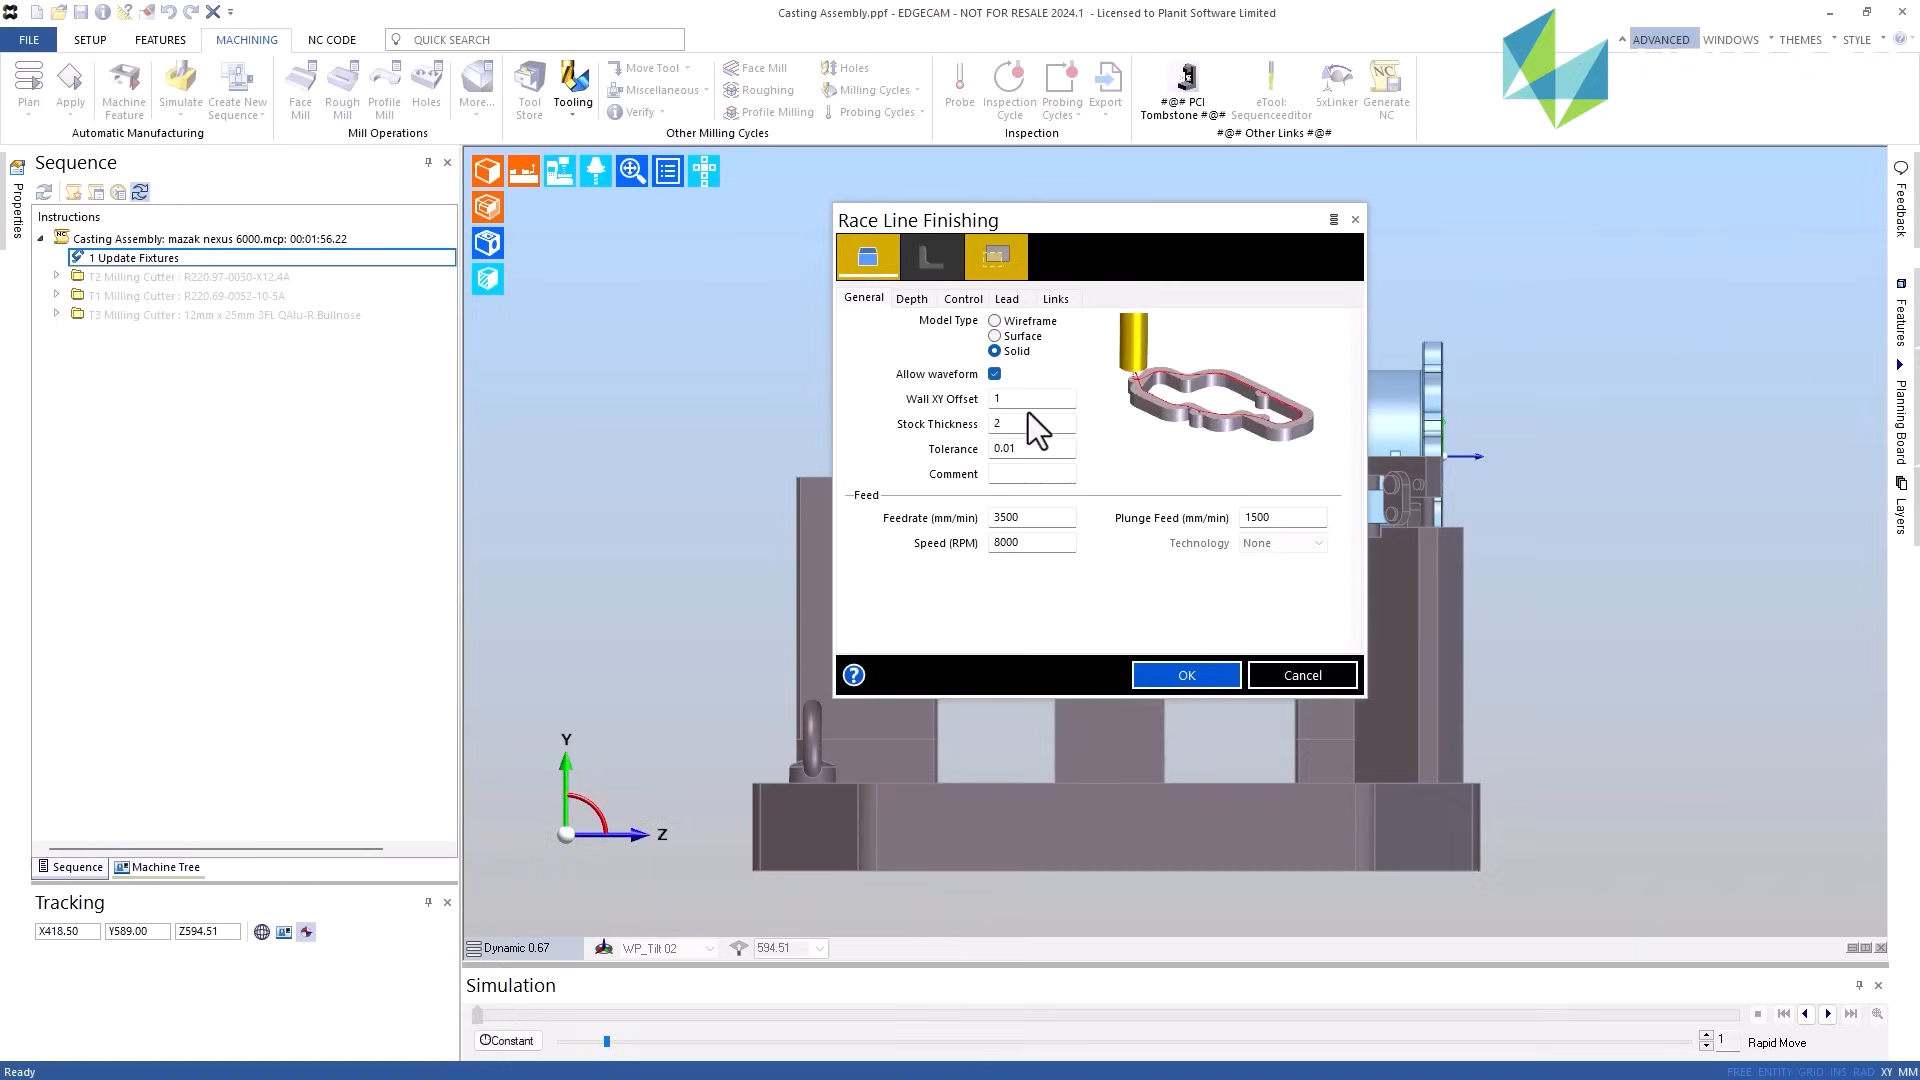 Casting Assembly.ppf - EDGECAM - NOT FOR RESALE 2024.1 - Licensed to Planit Software Limited
FILE SETUP FEATURES MACHINING NC CODE QUICK SEARCH ADVANCED WINDOWS THEMES STYLE
Plan Apply Machine Feature Simulate Create New Sequence
Automatic Manufacturing
Face Mill Rough Mill Profile Mill Holes More...
Mill Operations
Tool Store Tooling
Move Tool Face Mill Holes
Miscellaneous Roughing Milling Cycles
Verify Profile Milling Probing Cycles
Other Milling Cycles
Probe Inspection Cycle Probing Cycles Export
Inspection
#@# PCI Tombstone #@# eTool: Sequenceeditor 5xLinker Generate NC
#@# Other Links #@#
Properties
Sequence
Instructions
Casting Assembly: mazak nexus 6000.mcp: 00:01:56.22
1 Update Fixtures
T2 Milling Cutter : R220.97-0050-X12.4A
T1 Milling Cutter : R220.69-0052-10-5A
T3 Milling Cutter : 12mm x 25mm 3FL QAlu-R Bullnose
Sequence Machine Tree
Tracking
X418.50 Y589.00 Z594.51
Race Line Finishing
General Depth Control Lead Links
Model Type Wireframe
Surface
Solid
Allow waveform
Wall XY Offset 1
Stock Thickness 2
Tolerance 0.01
Comment
Feed
Feedrate (mm/min) 3500 Plunge Feed (mm/min) 1500
Speed (RPM) 8000 Technology None
? OK Cancel
Y
Z
Dynamic 0.67 WP_Tilt 02 594.51
Simulation
Constant 1 Rapid Move
Feedback
Features
Planning Board
Layers
Ready FREE ENTITY GRID INS RAD XY MM